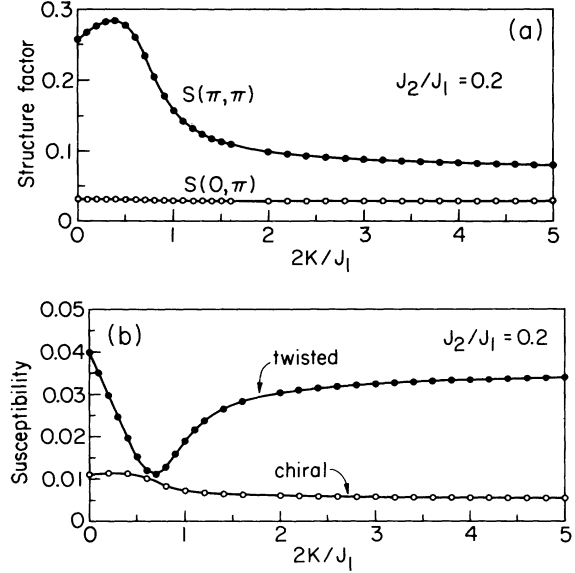 0.3
(a)
S(π,π)
J₂/J₁ = 0.2
0.2
Structure factor
0.1
S(0,π)
0
0 1 2 3 4 5
2K/J₁
0.05
(b)
J₂/J₁ = 0.2
0.04
twisted
0.03
Susceptibility
0.02
0.01
chiral
0.0
0 1 2 3 4 5
2K/J₁